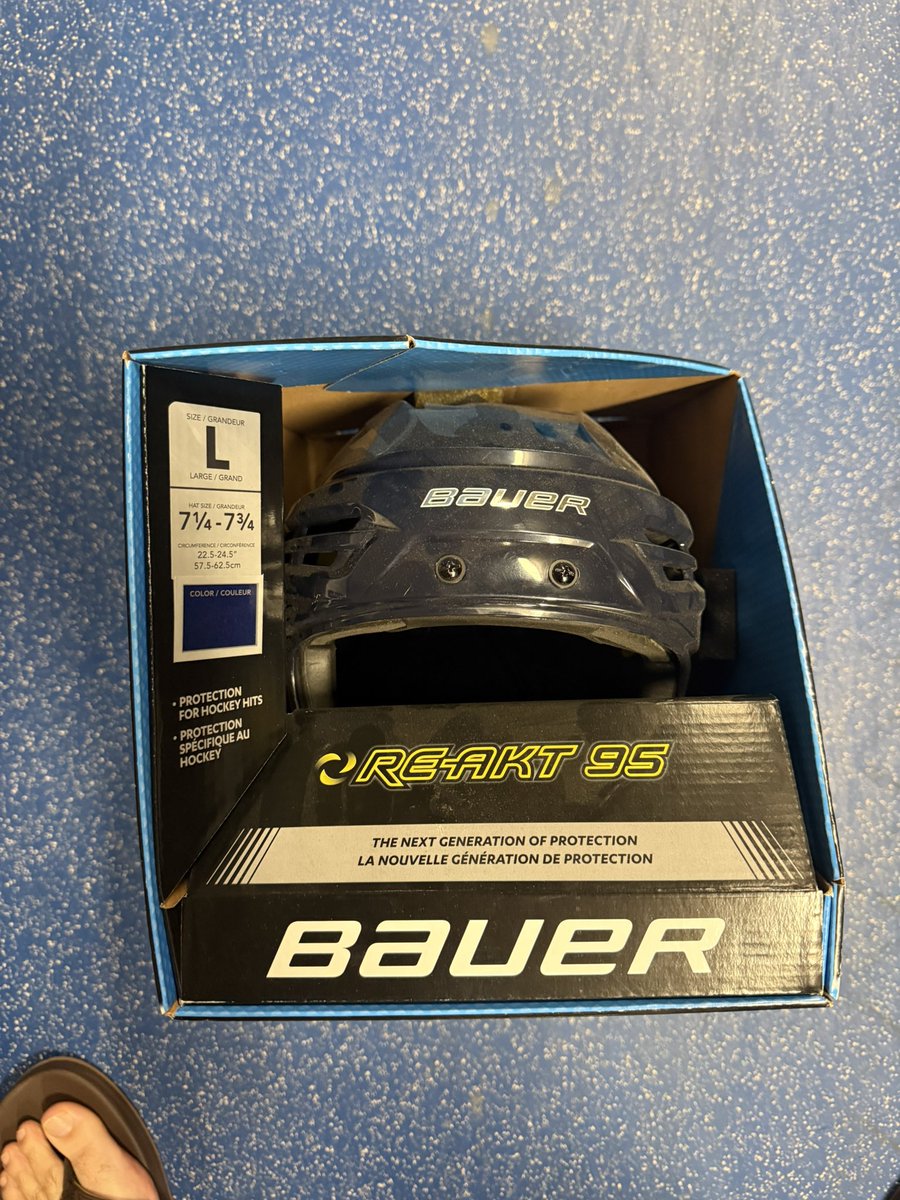 SIZE / GRANDEUR
L
LARGE / GRAND
HAT SIZE / GRANDEUR
7¼ - 7¾
CIRCUMFERENCE / CIRCONFÉRENCE
22.5-24.5"
57.5-62.5cm
COLOR / COULEUR
• PROTECTION
FOR HOCKEY HITS
• PROTECTION
SPÉCIFIQUE AU
HOCKEY
BAUER
RE-AKT 95
THE NEXT GENERATION OF PROTECTION
LA NOUVELLE GÉNÉRATION DE PROTECTION
BAUER